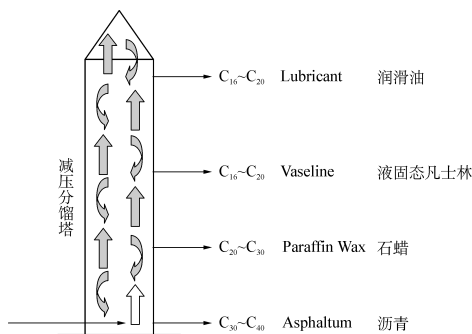 C₁₆~C₂₀ Lubricant 润滑油
减压分馏塔
C₁₆~C₂₀ Vaseline 液固态凡士林
C₂₀~C₃₀ Paraffin Wax 石蜡
C₃₀~C₄₀ Asphaltum 沥青